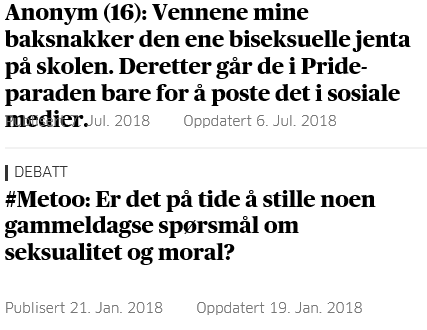 Anonym (16): Vennene mine
baksnakker den ene biseksuelle jenta
på skolen. Deretter går de i Pride-
paraden bare for å poste det i sosiale
medier.
Publisert Jul. 2018 Oppdatert 6. Jul. 2018
DEBATT
#Metoo: Er det på tide å stille noen
gammeldagse spørsmål om
seksualitet og moral?
Publisert 21. Jan. 2018 Oppdatert 19. Jan. 2018